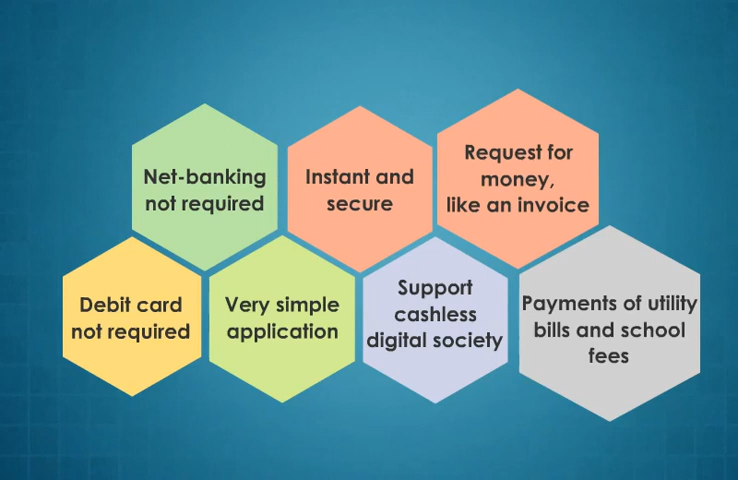 Net-banking
not required
Instant and
secure
Request for
money,
like an invoice
Debit card
not required
Very simple
application
Support
cashless
digital society
Payments of utility
bills and school
fees